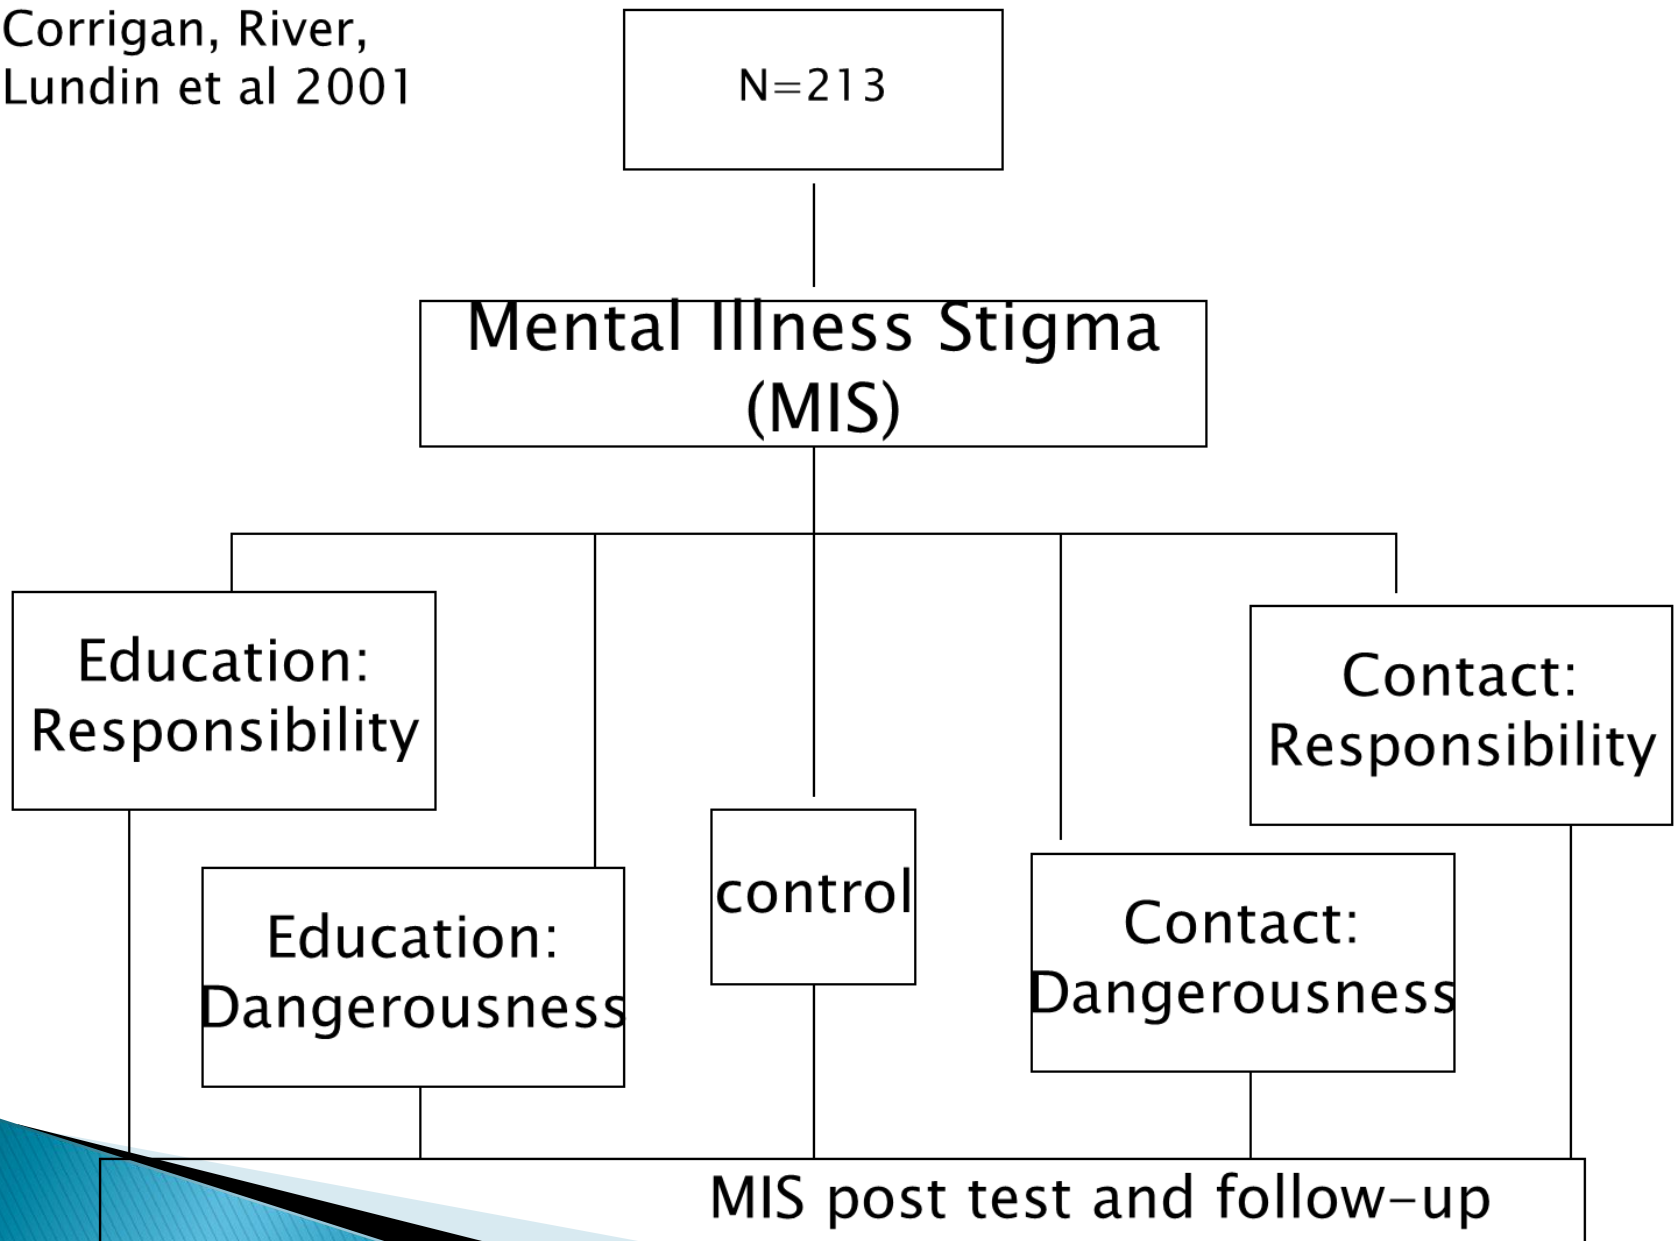 Corrigan, River,
Lundin et al 2001
N=213
Mental Illness Stigma
(MIS)
Education:
Responsibility
Contact:
Responsibility
control
Education:
Dangerousness
Contact:
Dangerousness
MIS post test and follow-up